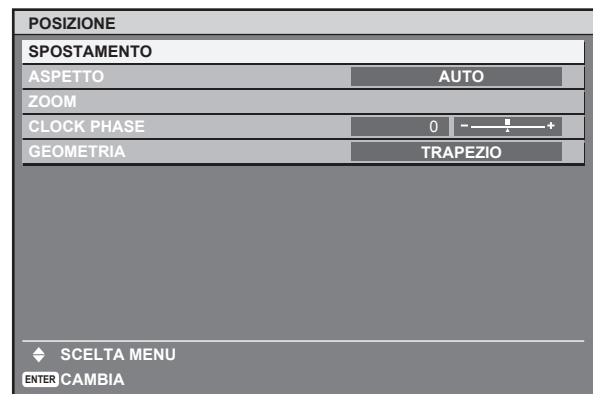 POSIZIONE
SPOSTAMENTO
ASPETTO AUTO
ZOOM
CLOCK PHASE 0 - +
GEOMETRIA TRAPEZIO
SCELTA MENU
ENTER CAMBIA